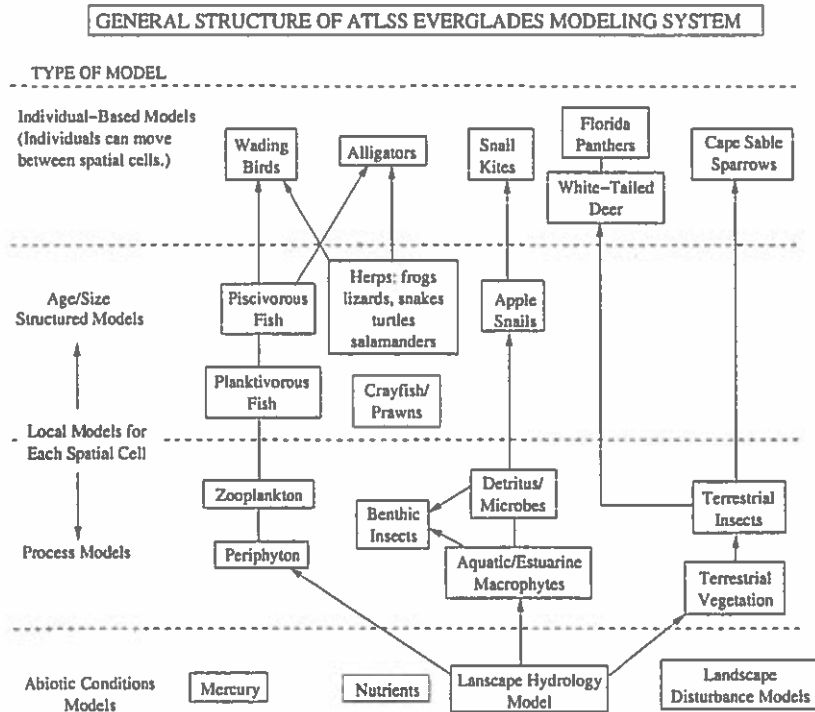 GENERAL STRUCTURE OF ATLSS EVERGLADES MODELING SYSTEM
TYPE OF MODEL
Individual-Based Models
(Individuals can move
between spatial cells.)
Wading
Birds
Alligators
Snail
Kites
Florida
Panthers
White-Tailed
Deer
Cape Sable
Sparrows
Age/Size
Structured Models
Piscivorous
Fish
Herps: frogs
lizards, snakes
turtles
salamanders
Apple
Snails
Planktivorous
Fish
Crayfish/
Prawns
Local Models for
Each Spatial Cell
Zooplankton
Benthic
Insects
Detritus/
Microbes
Terrestrial
Insects
Process Models
Periphyton
Aquatic/Estuarine
Macrophytes
Terrestrial
Vegetation
Abiotic Conditions
Models
Mercury
Nutrients
Lanscape Hydrology
Model
Landscape
Disturbance Models